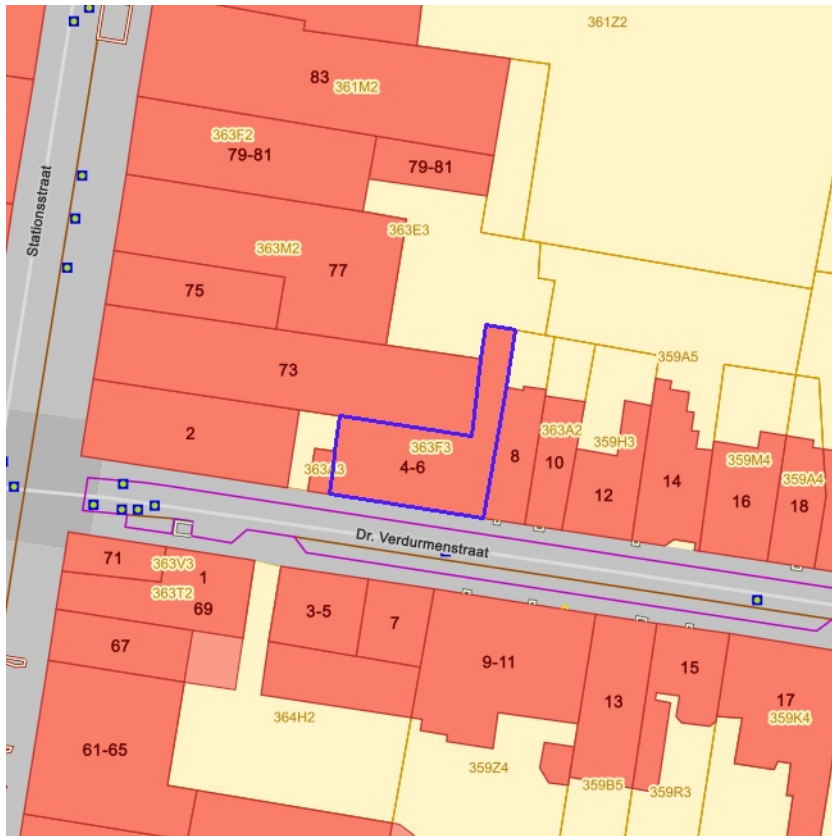 361Z2
83
361M2
363F2
79-81
79-81
Stationsstraat
363E3
363M2
77
75
73
359A5
2
363F3
363A2
359H3
363A3
4-6
8
10
12
14
359M4
16
359A4
18
Dr. Verdurmenstraat
71
363V3
1
363T2
69
3-5
7
67
9-11
15
13
17
359K4
364H2
61-65
359Z4
359B5
359R3